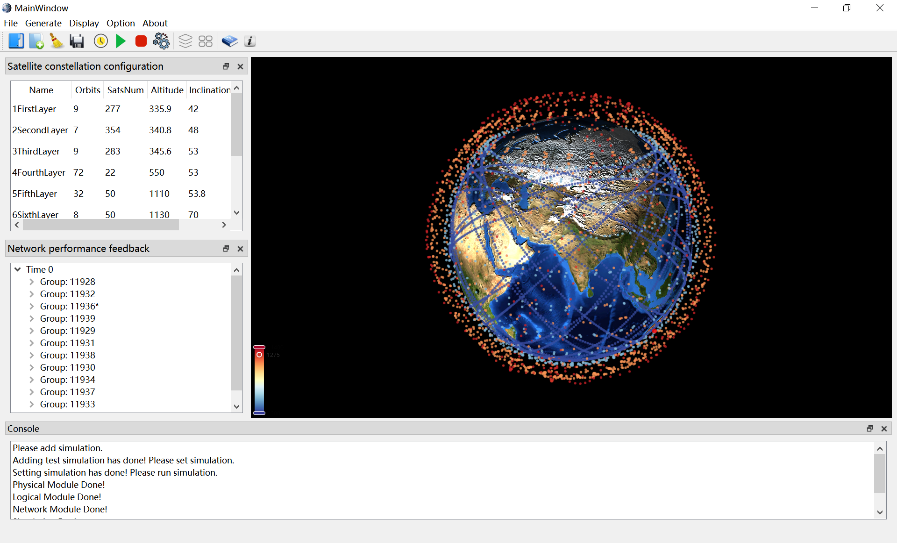 MainWindow
File Generate Display Option About
Satellite constellation configuration
Name Orbits SatsNum Altitude Inclination
1FirstLayer 9 277 335.9 42
2SecondLayer 7 354 340.8 48
3ThirdLayer 9 283 345.6 53
4FourthLayer 72 22 550 53
5FifthLayer 32 50 1110 53.8
6SixthLayer 8 50 1130 70
Network performance feedback
Time 0
Group: 11928
Group: 11932
Group: 11936*
Group: 11939
Group: 11929
Group: 11931
Group: 11938
Group: 11930
Group: 11934
Group: 11937
Group: 11933
Console
Please add simulation.
Adding test simulation has done! Please set simulation.
Setting simulation has done! Please run simulation.
Physical Module Done!
Logical Module Done!
Network Module Done!